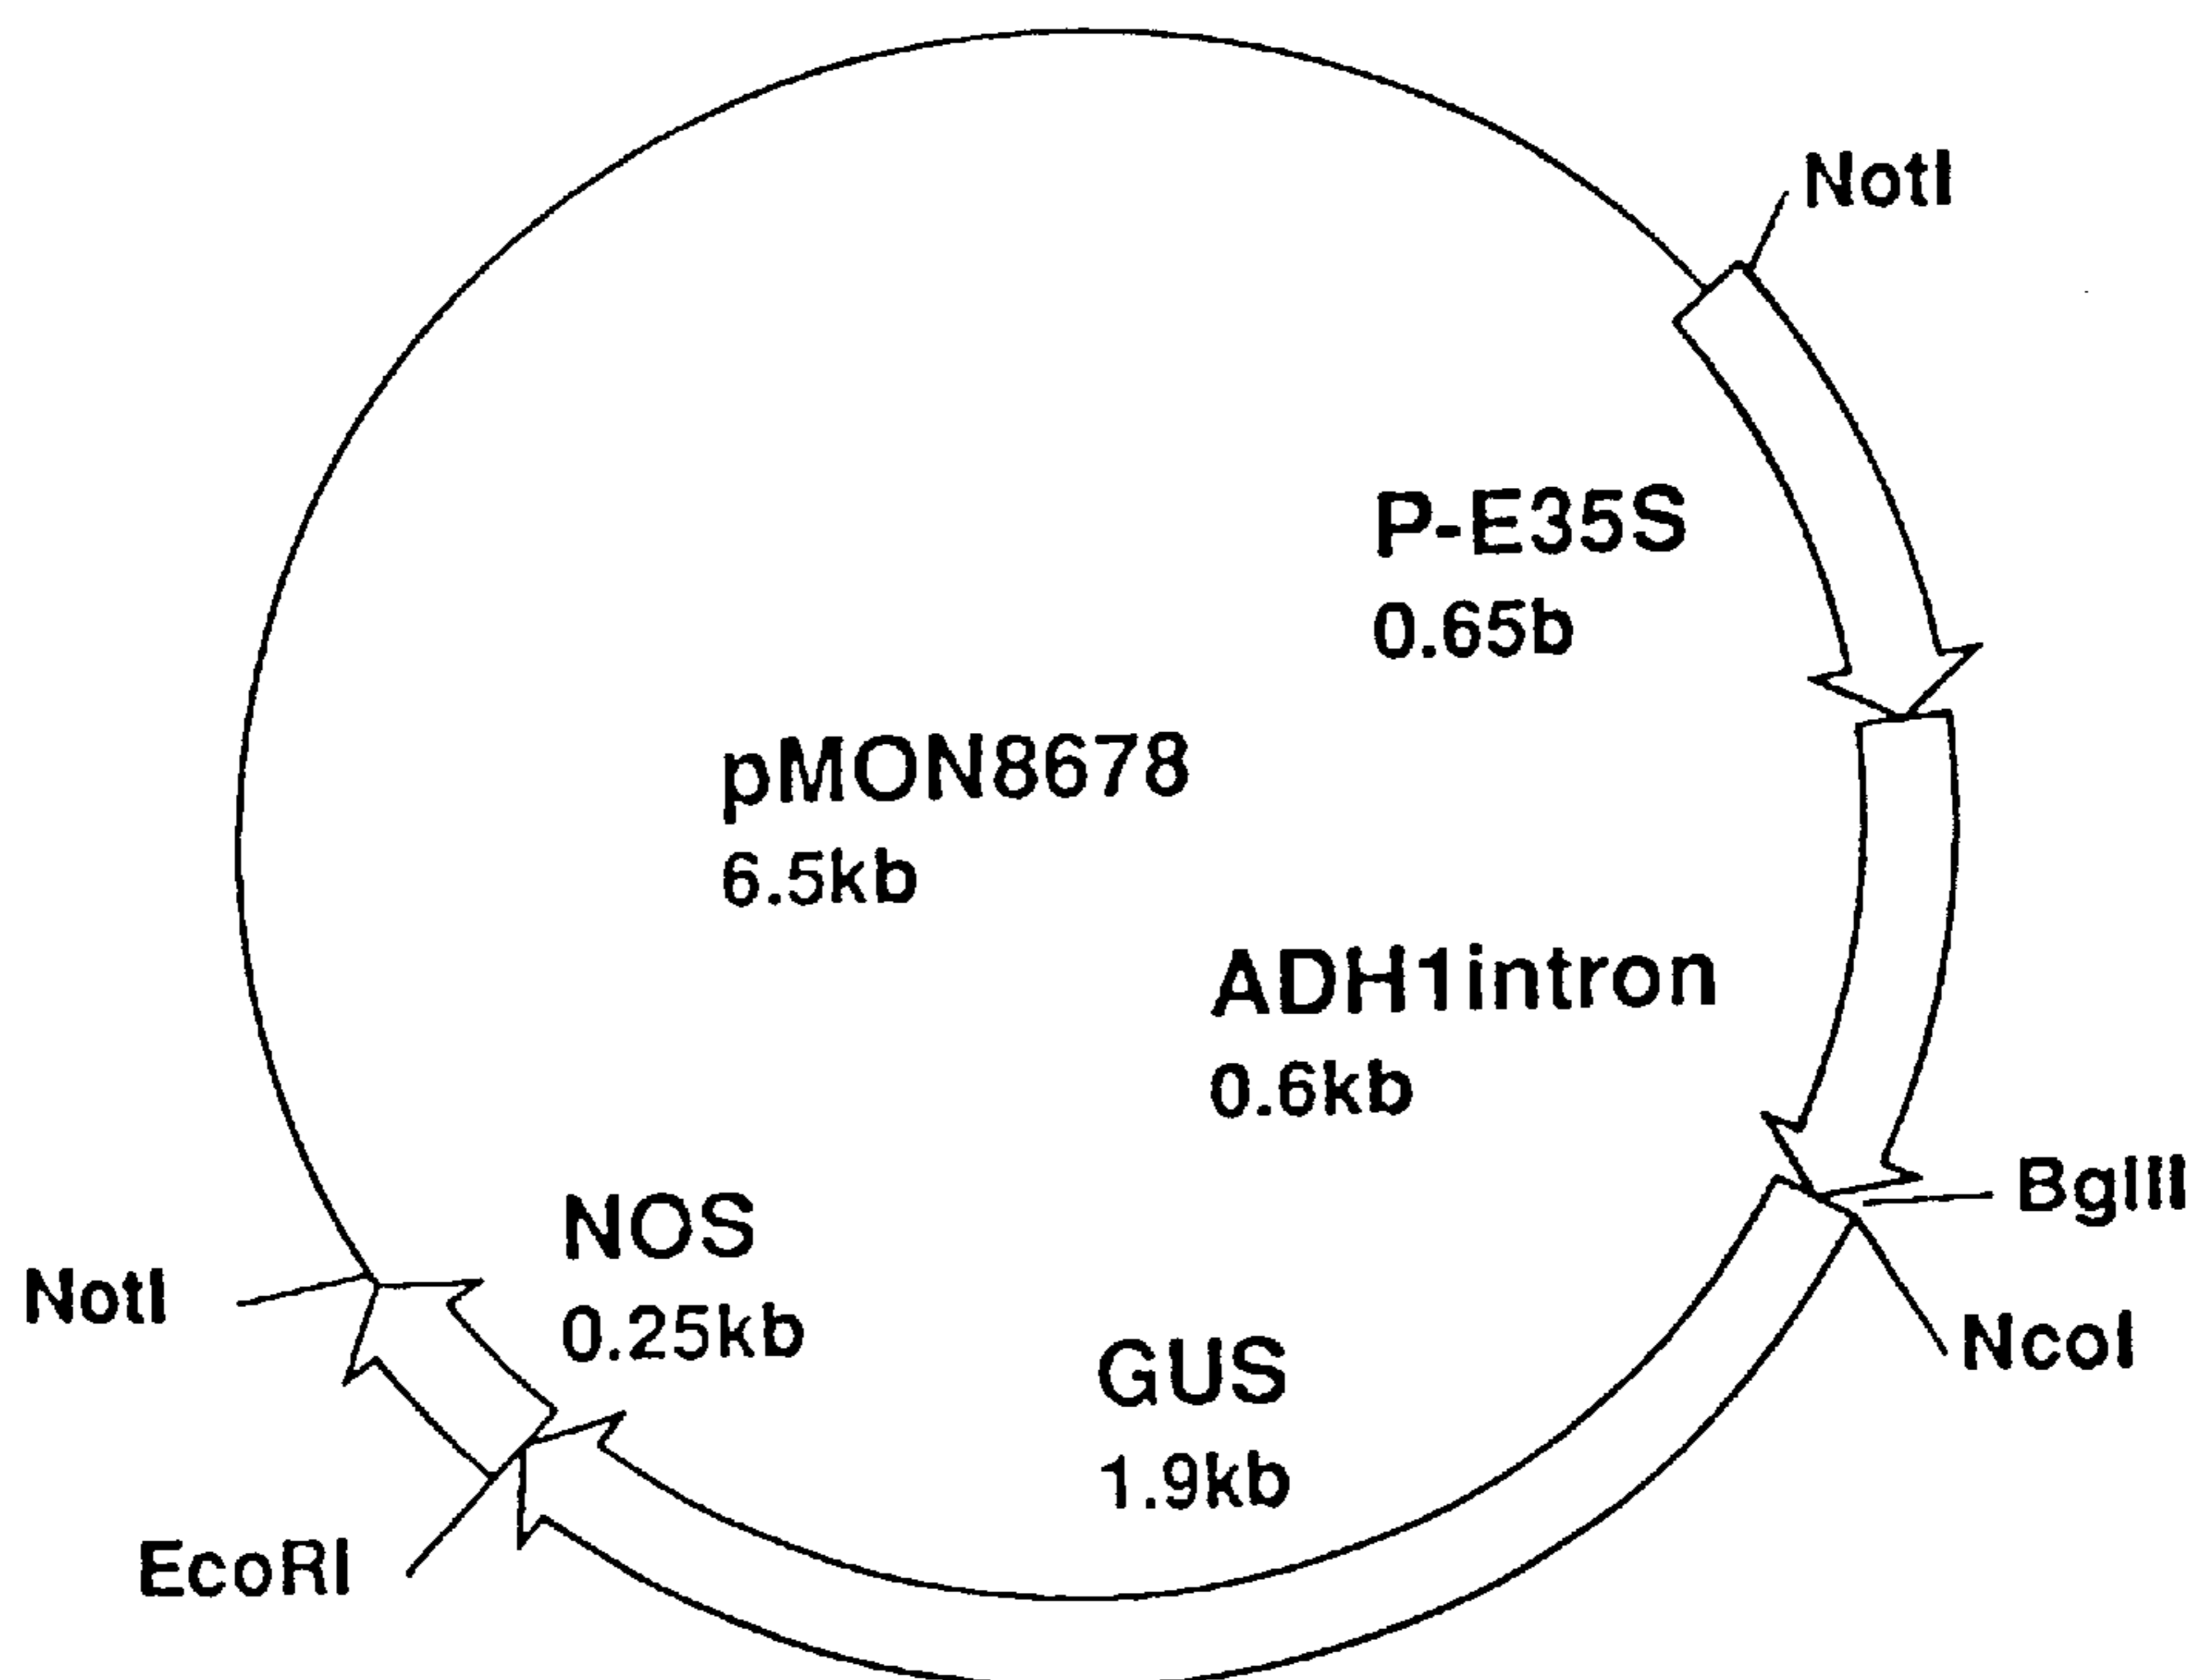 NotI
P-E35S
0.65b
pMON8678
6.5kb
ADH1intron
0.6kb
BglII
NcoI
NOS
0.25kb
NotI
GUS
1.9kb
EcoRI